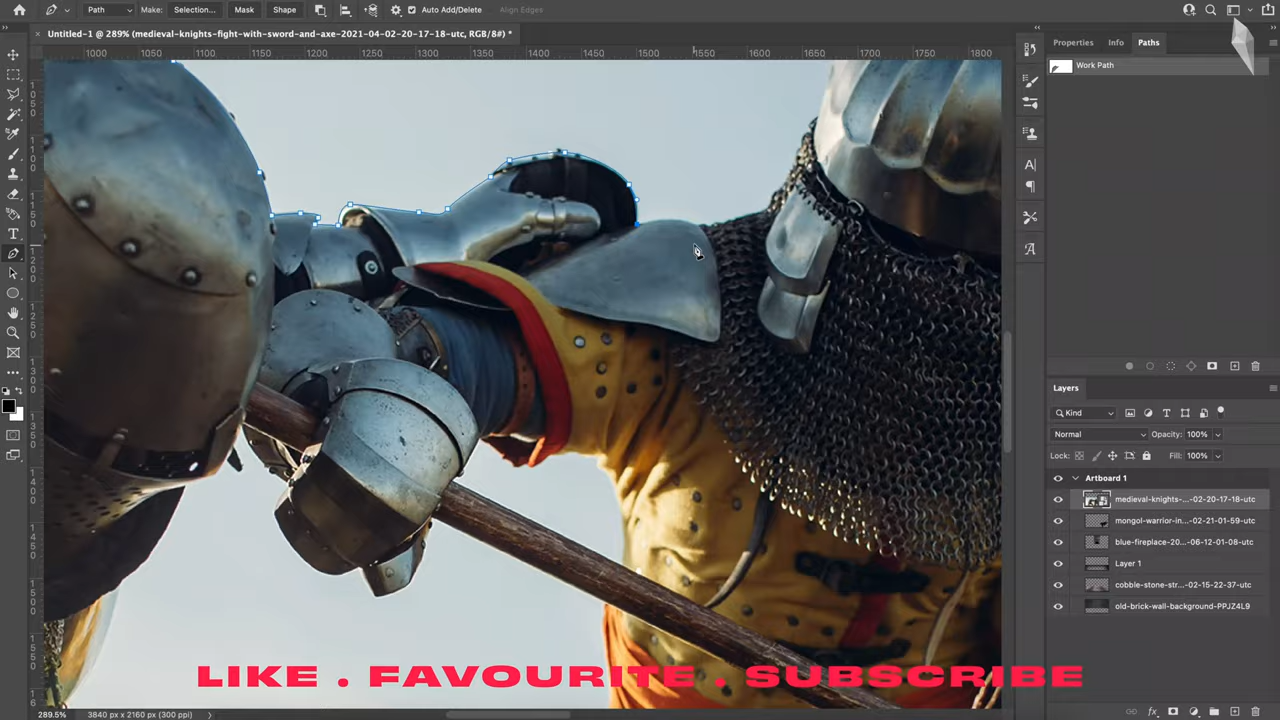 Path
Make:
Selection...
Mask
Shape
Auto Add/Delete
Align Edges
× Untitled-1 @ 289% (medieval-knights-fight-with-sword-and-axe-2021-04-02-20-17-18-utc, RGB/8#) *
1000 1050 1100 1150 1200 1250 1300 1350 1400 1450 1500 1550 1600 1650 1700 1750 1800
Properties
Info
Paths
Work Path
Layers
Kind
Normal
Opacity: 100%
Lock:
Fill: 100%
Artboard 1
medieval-knights-...-02-20-17-18-utc
mongol-warrior-in...-02-21-01-59-utc
blue-fireplace-20...-06-12-01-08-utc
Layer 1
cobble-stone-str...-02-15-22-37-utc
old-brick-wall-background-PPJZ4L9
LIKE . FAVOURITE . SUBSCRIBE
289.5%
3840 px x 2160 px (300 ppi)